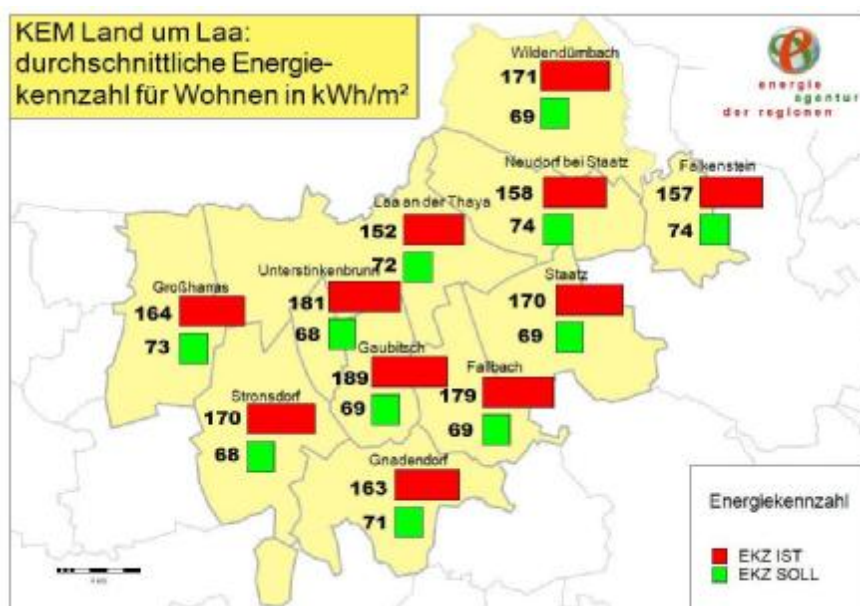 KEM Land um Laa:
durchschnittliche Energie-
kennzahl für Wohnen in kWh/m²
energie
agentur
der regionen
Wildendürnbach
171
69
Neudorf bei Staatz
158
74
Falkenstein
157
74
Laa an der Thaya
152
72
Unterstinkenbrunn
181
68
Großharras
164
73
Staatz
170
69
Gaubitsch
189
69
Fallbach
179
69
Stronsdorf
170
68
Gnadendorf
163
71
Energiekennzahl
EKZ IST
EKZ SOLL